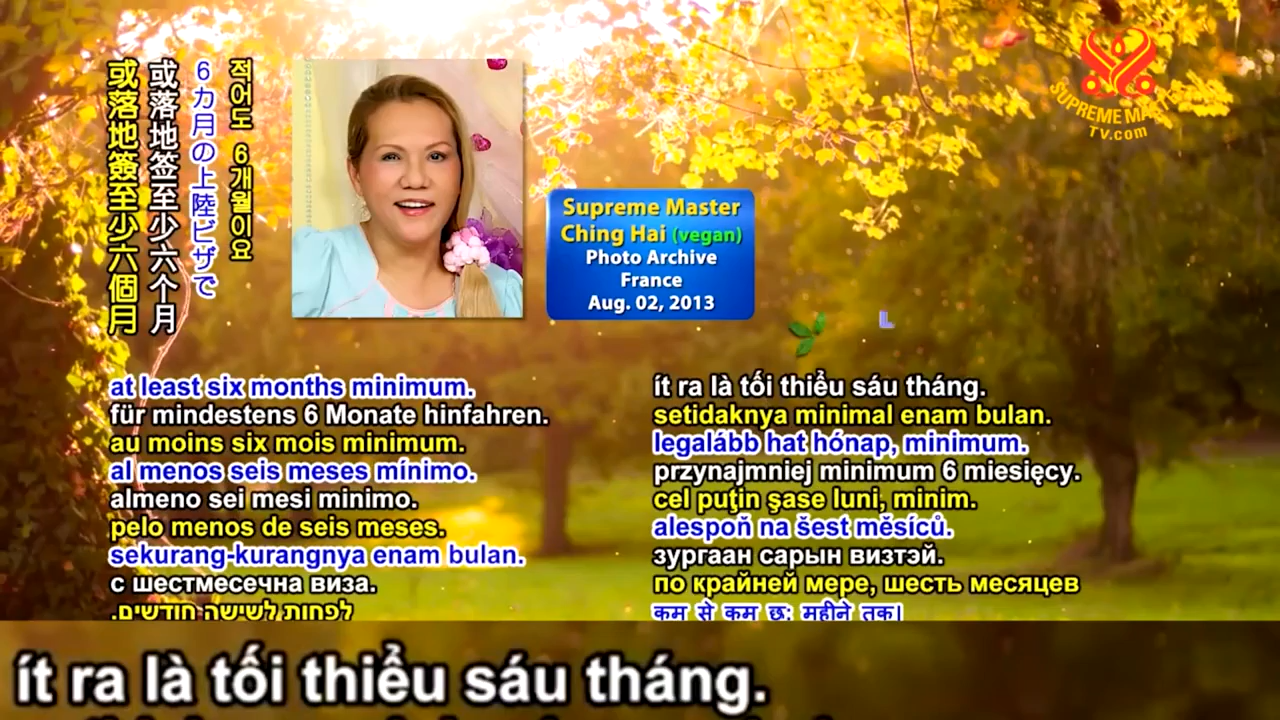 或落地簽至少六個月
或落地签至少六个月
6カ月の上陸ビザで
적어도 6개월이요
SUPREME MASTER
TV.com
Supreme Master
Ching Hai (vegan)
Photo Archive
France
Aug. 02, 2013
L
at least six months minimum.
für mindestens 6 Monate hinfahren.
au moins six mois minimum.
al menos seis meses mínimo.
almeno sei mesi minimo.
pelo menos de seis meses.
sekurang-kurangnya enam bulan.
с шестмесечна виза.
לפחות לשישה חודשים.
ít ra là tối thiểu sáu tháng.
setidaknya minimal enam bulan.
legalább hat hónap, minimum.
przynajmniej minimum 6 miesięcy.
cel puţin şase luni, minim.
alespoň na šest měsíců.
зургаан сарын визтэй.
по крайней мере, шесть месяцев
कम से कम छ: महीने तक।
ít ra là tối thiểu sáu tháng.